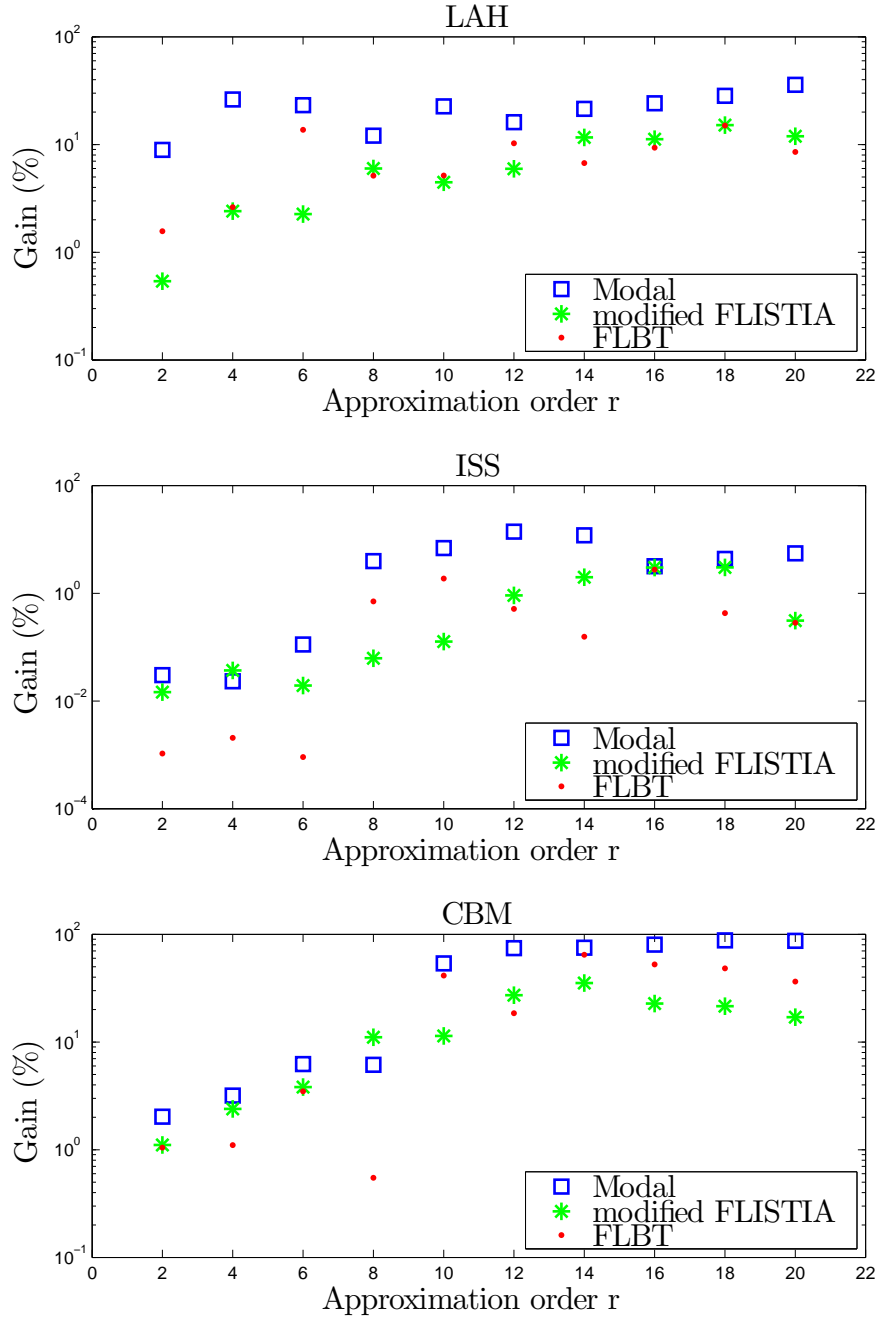 LAH
10^2
10^1
10^0
10^-1
Gain (%)
Modal
modified FLISTIA
FLBT
0 2 4 6 8 10 12 14 16 18 20 22
Approximation order r
ISS
10^2
10^0
10^-2
10^-4
Gain (%)
Modal
modified FLISTIA
FLBT
0 2 4 6 8 10 12 14 16 18 20 22
Approximation order r
CBM
10^2
10^1
10^0
10^-1
Gain (%)
Modal
modified FLISTIA
FLBT
0 2 4 6 8 10 12 14 16 18 20 22
Approximation order r